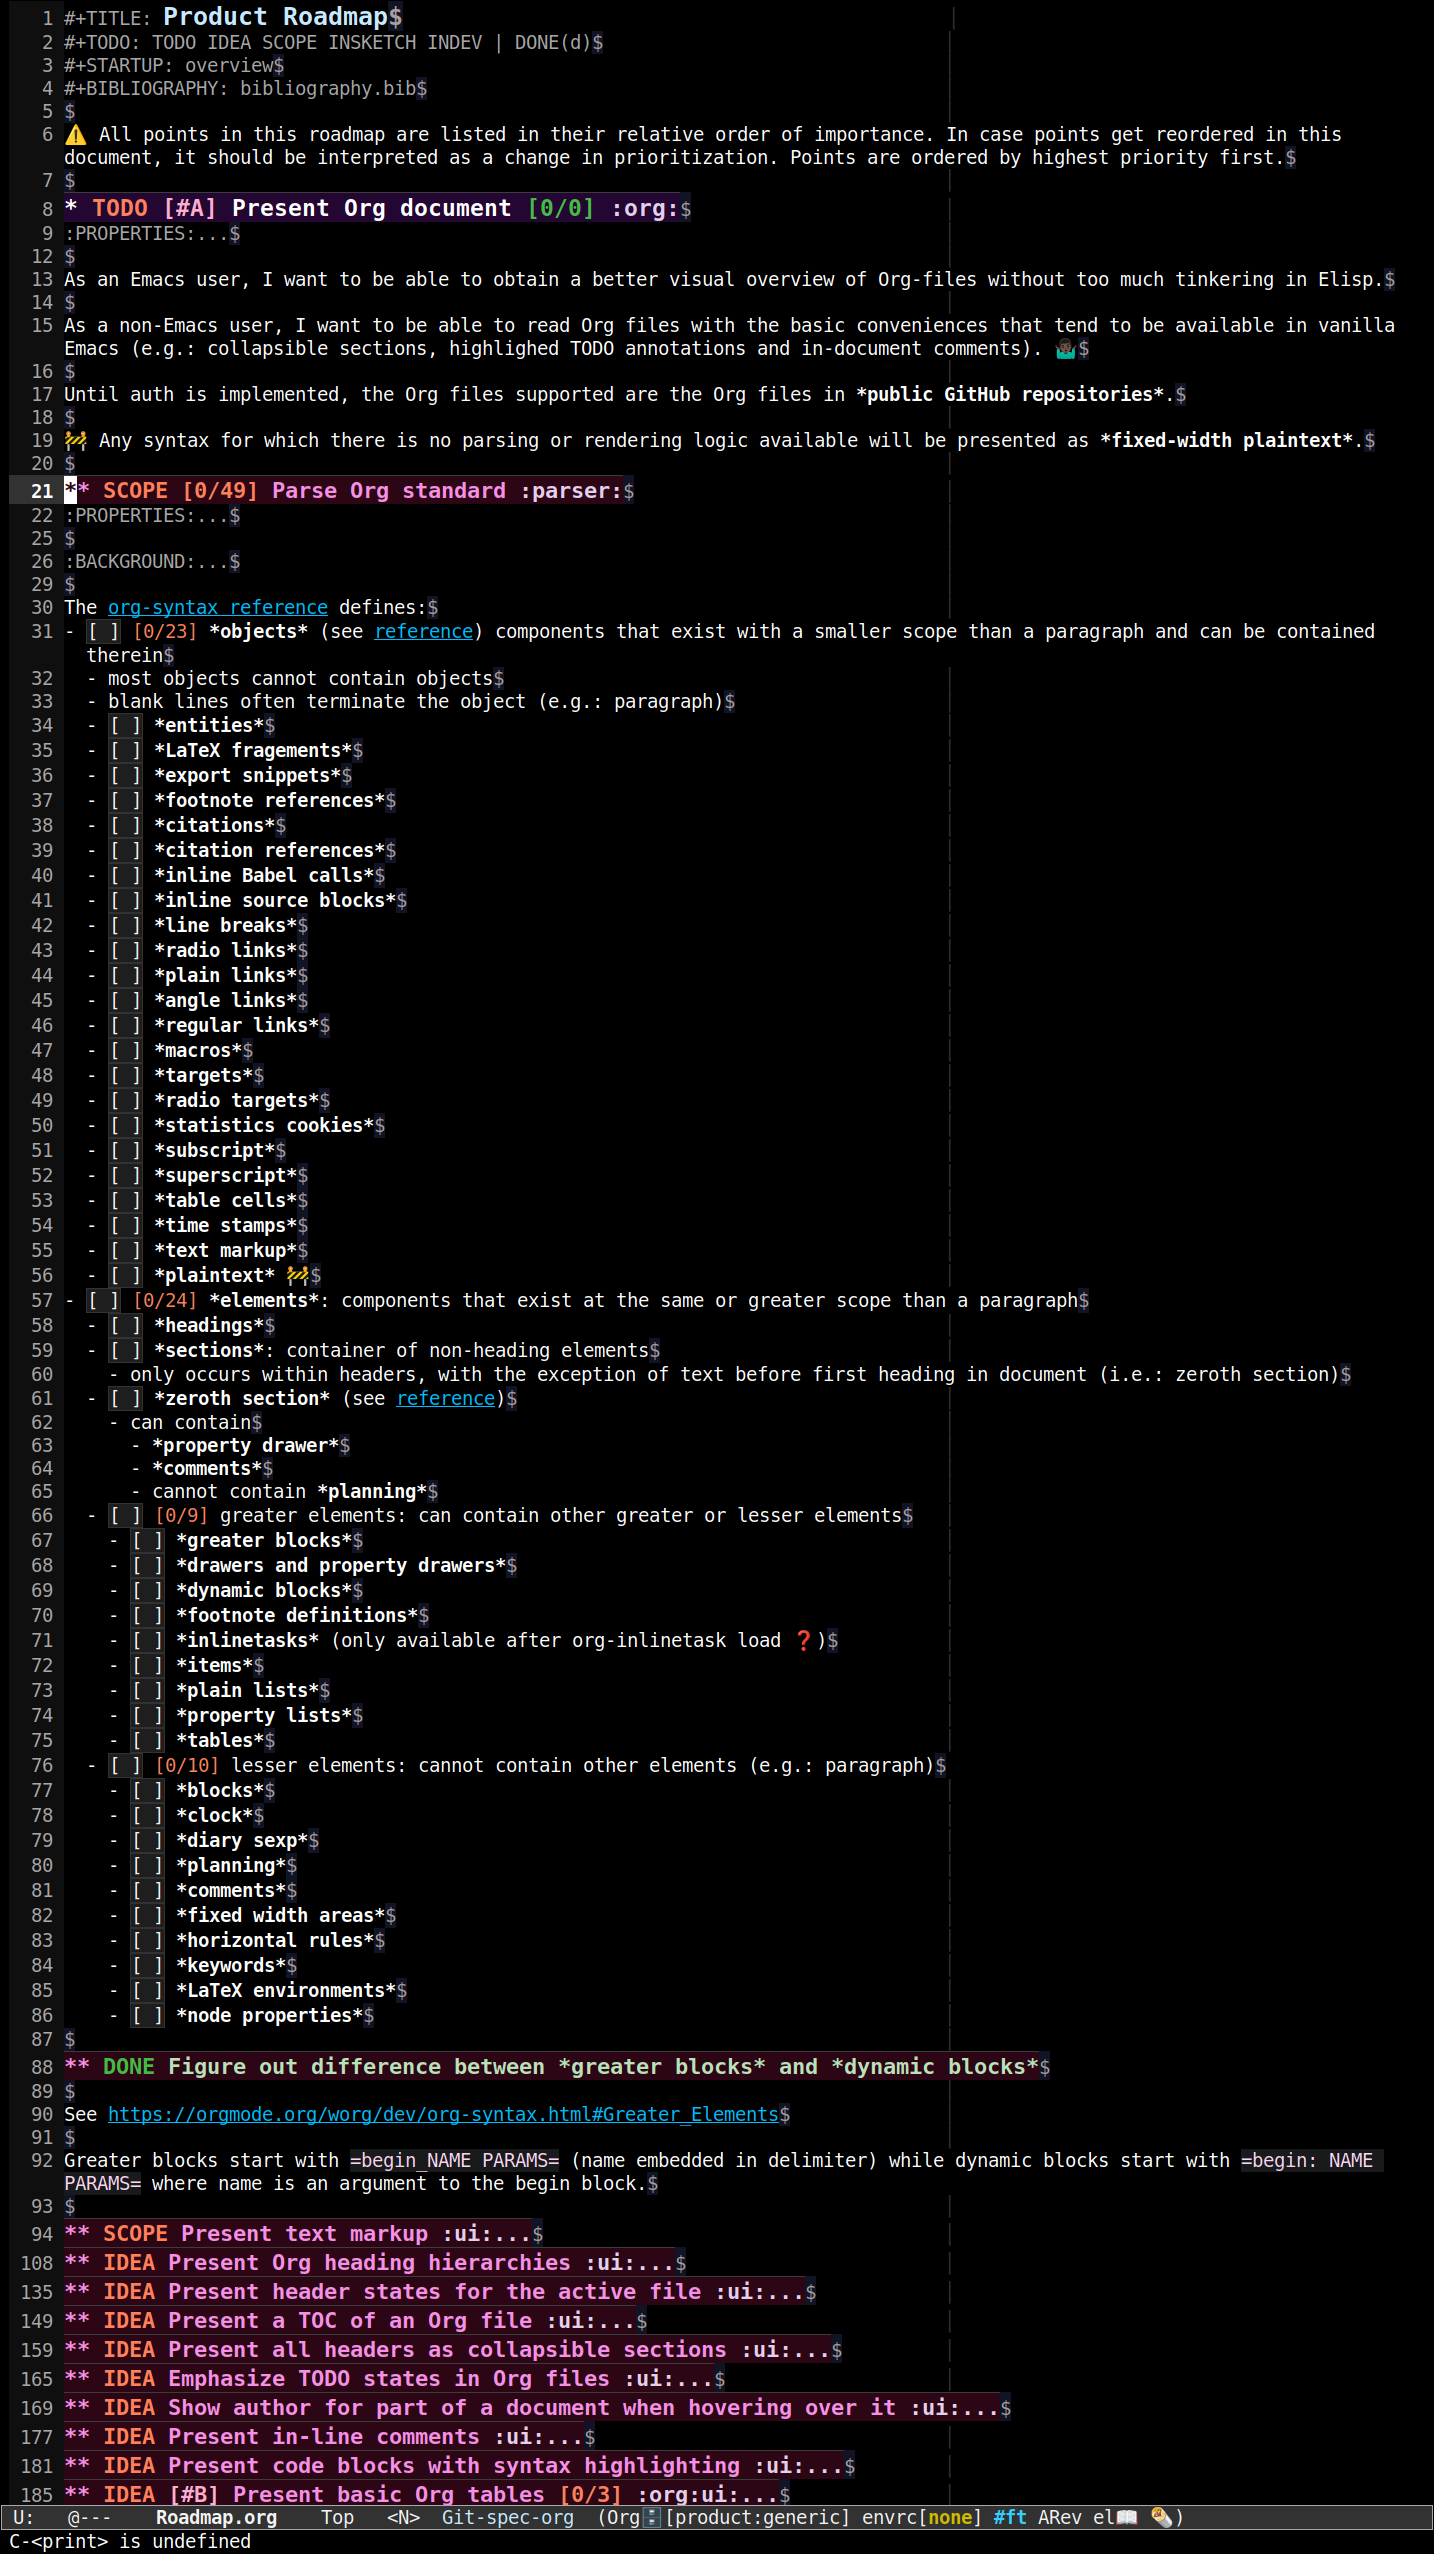 1 #+TITLE: Product Roadmap$
2 #+TODO: TODO IDEA SCOPE INSKETCH INDEV | DONE(d)$
3 #+STARTUP: overview$
4 #+BIBLIOGRAPHY: bibliography.bib$
5 $
6 ⚠️ All points in this roadmap are listed in their relative order of importance. In case points get reordered in this
document, it should be interpreted as a change in prioritization. Points are ordered by highest priority first.$
7 $
8 * TODO [#A] Present Org document [0/0] :org:$
9 :PROPERTIES:...$
12 $
13 As an Emacs user, I want to be able to obtain a better visual overview of Org-files without too much tinkering in Elisp.$
14 $
15 As a non-Emacs user, I want to be able to read Org files with the basic conveniences that tend to be available in vanilla
Emacs (e.g.: collapsible sections, highlighed TODO annotations and in-document comments). 🤷🏿‍♂️$
16 $
17 Until auth is implemented, the Org files supported are the Org files in *public GitHub repositories*.$
18 $
19 🚧 Any syntax for which there is no parsing or rendering logic available will be presented as *fixed-width plaintext*.$
20 $
21 ** SCOPE [0/49] Parse Org standard :parser:$
22 :PROPERTIES:...$
25 $
26 :BACKGROUND:...$
29 $
30 The org-syntax reference defines:$
31 - [ ] [0/23] *objects* (see reference) components that exist with a smaller scope than a paragraph and can be contained
therein$
32 - most objects cannot contain objects$
33 - blank lines often terminate the object (e.g.: paragraph)$
34 - [ ] *entities*$
35 - [ ] *LaTeX fragements*$
36 - [ ] *export snippets*$
37 - [ ] *footnote references*$
38 - [ ] *citations*$
39 - [ ] *citation references*$
40 - [ ] *inline Babel calls*$
41 - [ ] *inline source blocks*$
42 - [ ] *line breaks*$
43 - [ ] *radio links*$
44 - [ ] *plain links*$
45 - [ ] *angle links*$
46 - [ ] *regular links*$
47 - [ ] *macros*$
48 - [ ] *targets*$
49 - [ ] *radio targets*$
50 - [ ] *statistics cookies*$
51 - [ ] *subscript*$
52 - [ ] *superscript*$
53 - [ ] *table cells*$
54 - [ ] *time stamps*$
55 - [ ] *text markup*$
56 - [ ] *plaintext* 🚧$
57 - [ ] [0/24] *elements*: components that exist at the same or greater scope than a paragraph$
58 - [ ] *headings*$
59 - [ ] *sections*: container of non-heading elements$
60 - only occurs within headers, with the exception of text before first heading in document (i.e.: zeroth section)$
61 - [ ] *zeroth section* (see reference)$
62 - can contain$
63 - *property drawer*$
64 - *comments*$
65 - cannot contain *planning*$
66 - [ ] [0/9] greater elements: can contain other greater or lesser elements$
67 - [ ] *greater blocks*$
68 - [ ] *drawers and property drawers*$
69 - [ ] *dynamic blocks*$
70 - [ ] *footnote definitions*$
71 - [ ] *inlinetasks* (only available after org-inlinetask load ❓)$
72 - [ ] *items*$
73 - [ ] *plain lists*$
74 - [ ] *property lists*$
75 - [ ] *tables*$
76 - [ ] [0/10] lesser elements: cannot contain other elements (e.g.: paragraph)$
77 - [ ] *blocks*$
78 - [ ] *clock*$
79 - [ ] *diary sexp*$
80 - [ ] *planning*$
81 - [ ] *comments*$
82 - [ ] *fixed width areas*$
83 - [ ] *horizontal rules*$
84 - [ ] *keywords*$
85 - [ ] *LaTeX environments*$
86 - [ ] *node properties*$
87 $
88 ** DONE Figure out difference between *greater blocks* and *dynamic blocks*$
89 $
90 See https://orgmode.org/worg/dev/org-syntax.html#Greater_Elements$
91 $
92 Greater blocks start with =begin_NAME PARAMS= (name embedded in delimiter) while dynamic blocks start with =begin: NAME
PARAMS= where name is an argument to the begin block.$
93 $
94 ** SCOPE Present text markup :ui:...$
108 ** IDEA Present Org heading hierarchies :ui:...$
135 ** IDEA Present header states for the active file :ui:...$
149 ** IDEA Present a TOC of an Org file :ui:...$
159 ** IDEA Present all headers as collapsible sections :ui:...$
165 ** IDEA Emphasize TODO states in Org files :ui:...$
169 ** IDEA Show author for part of a document when hovering over it :ui:...$
177 ** IDEA Present in-line comments :ui:...$
181 ** IDEA Present code blocks with syntax highlighting :ui:...$
185 ** IDEA [#B] Present basic Org tables [0/3] :org:ui:...$
U: @--- Roadmap.org Top <N> Git-spec-org (Org🗄️[product:generic] envrc[none] #ft ARev el📖 🌯)
C-<print> is undefined